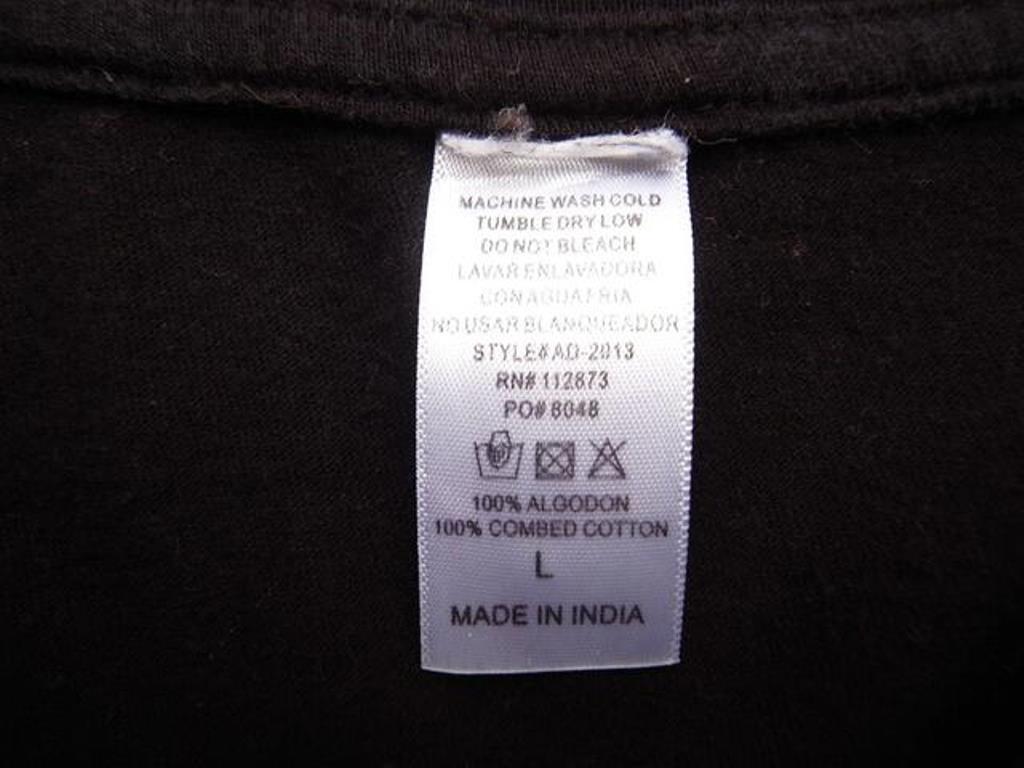 MACHINE WASH COLD
TUMBLE DRY LOW
DO NOT BLEACH
LAVAR EN LAVADORA
CON AGUA FRIA
NO USAR BLANQUEADOR
STYLE# AD-2013
RN# 112873
PO# 8048
100% ALGODON
100% COMBED COTTON
L
MADE IN INDIA